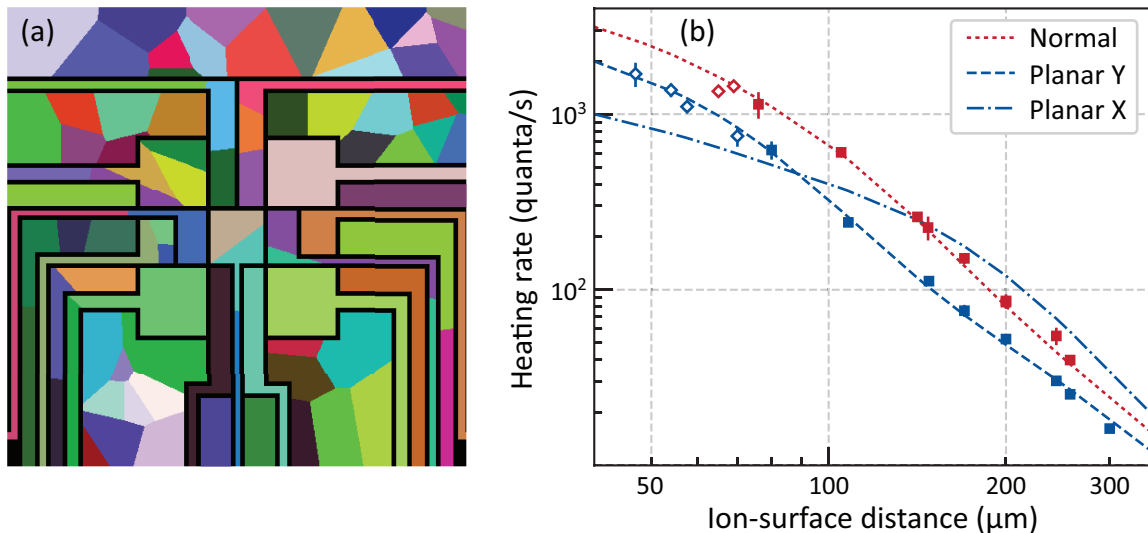 (a)
(b)
Normal
Planar Y
Planar X
Heating rate (quanta/s)
10³
10²
50
100
200
300
Ion-surface distance (μm)